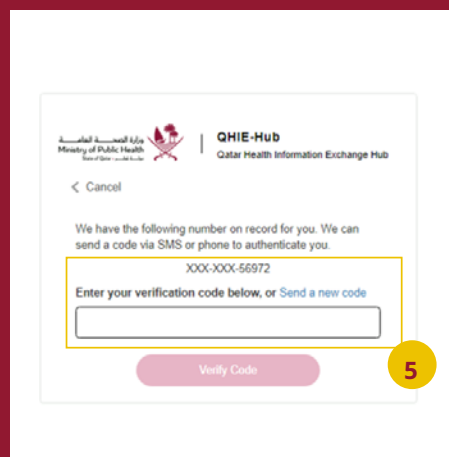 وزارة الصحــــة العامــــة
Ministry of Public Health
QHIE-Hub
Qatar Health Information Exchange Hub
Cancel
We have the following number on record for you. We can
send a code via SMS or phone to authenticate you.
XXX-XXX-56972
Enter your verification code below, or Send a new code
Verify Code
5